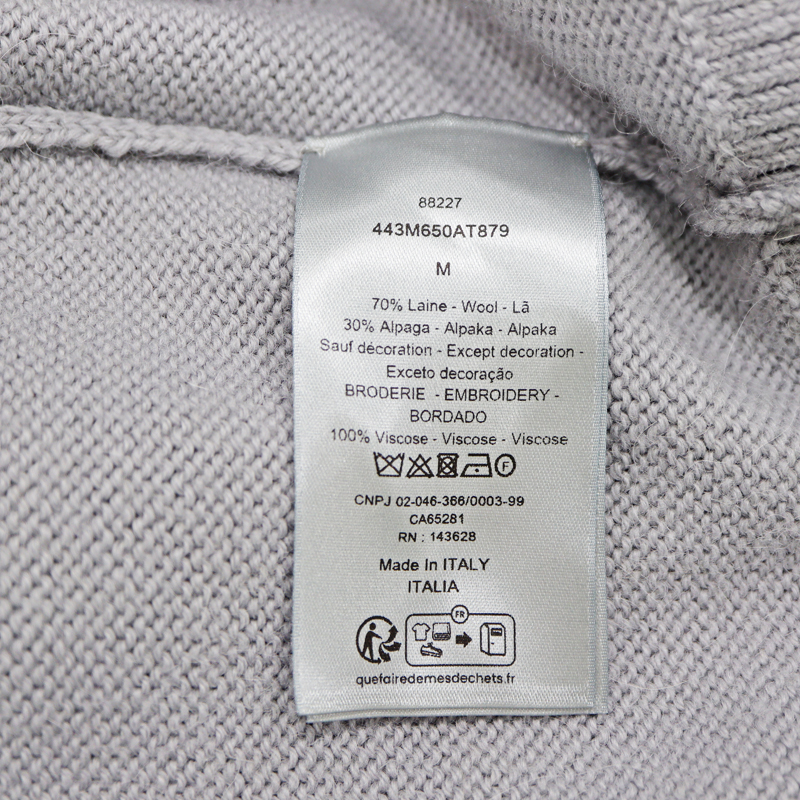 88227
443M650AT879
M
70% Laine - Wool - Lã
30% Alpaga - Alpaka - Alpaka
Sauf décoration - Except decoration -
Exceto decoração
BRODERIE - EMBROIDERY -
BORDADO
100% Viscose - Viscose - Viscose
F
CNPJ 02-046-366/0003-99
CA65281
RN : 143628
Made In ITALY
ITALIA
FR
quefairedemesdechets.fr